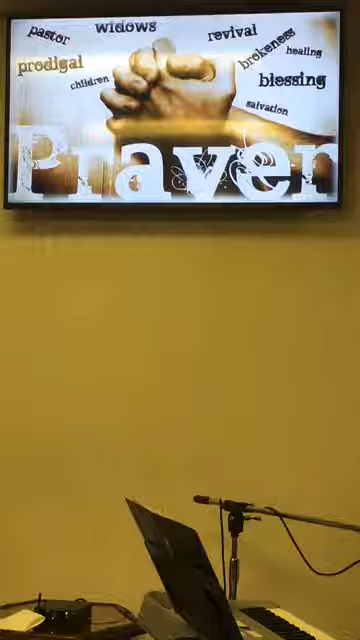 pastor
widows
revival
prodigal
children
brokeness
healing
blessing
salvation
Prayer